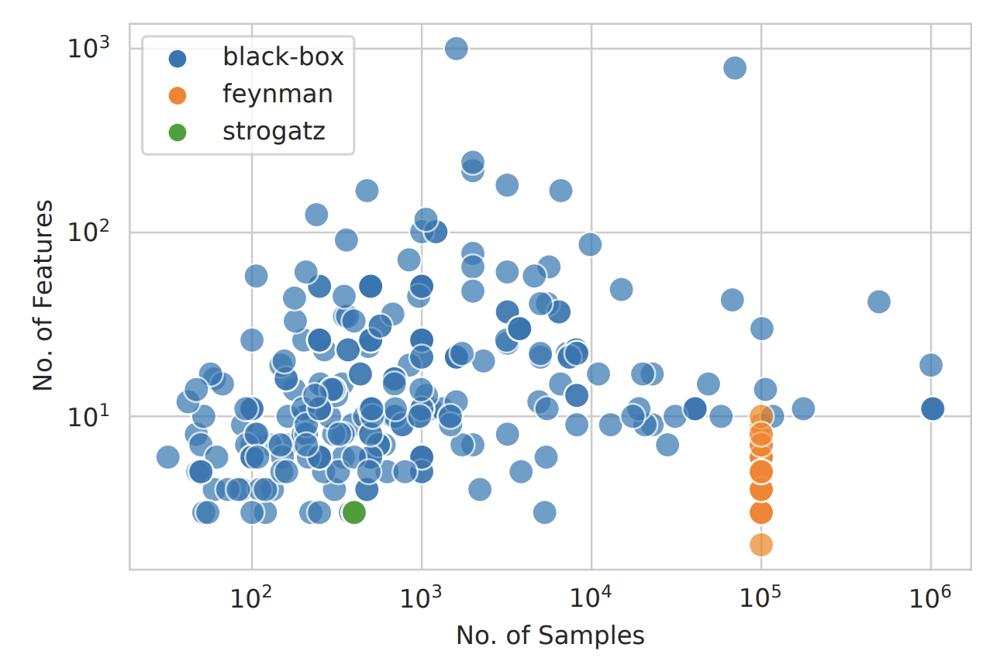 10³
black-box
feynman
strogatz
10²
10¹
No. of Features
10² 10³ 10⁴ 10⁵ 10⁶
No. of Samples